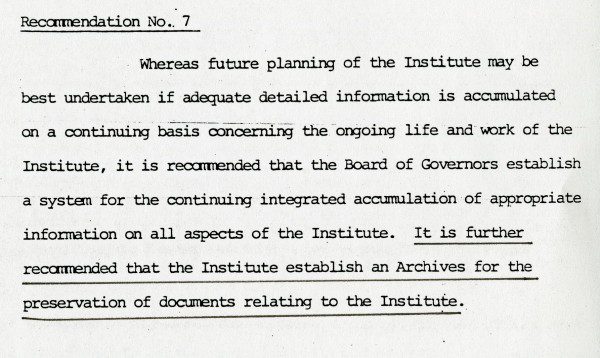 Recommendation No. 7
Whereas future planning of the Institute may be
best undertaken if adequate detailed information is accumulated
on a continuing basis concerning the ongoing life and work of the
Institute, it is recommended that the Board of Governors establish
a system for the continuing integrated accumulation of appropriate
information on all aspects of the Institute. It is further
recommended that the Institute establish an Archives for the
preservation of documents relating to the Institute.